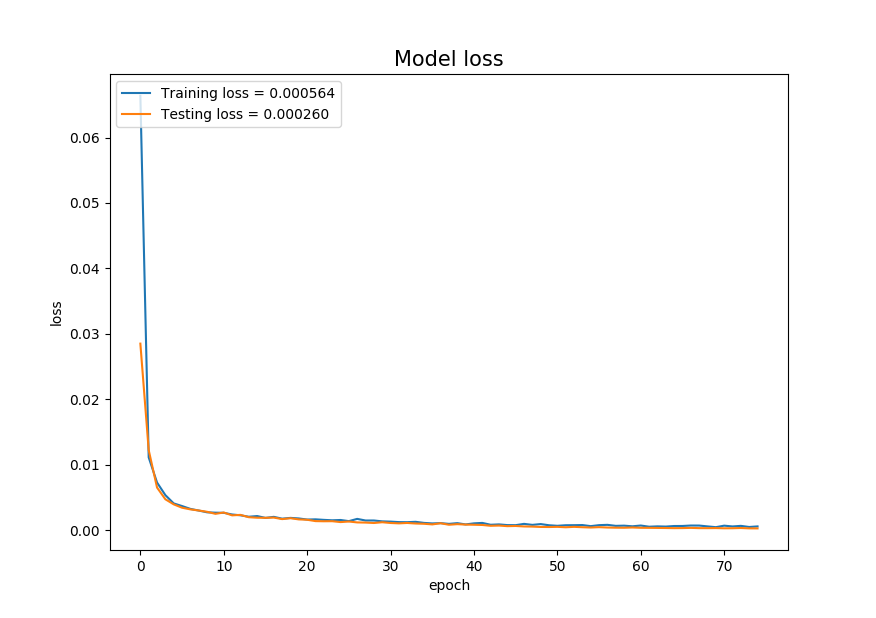 Model loss
Training loss = 0.000564
Testing loss = 0.000260
0.06
0.05
0.04
0.03
0.02
0.01
0.00
loss
0 10 20 30 40 50 60 70
epoch